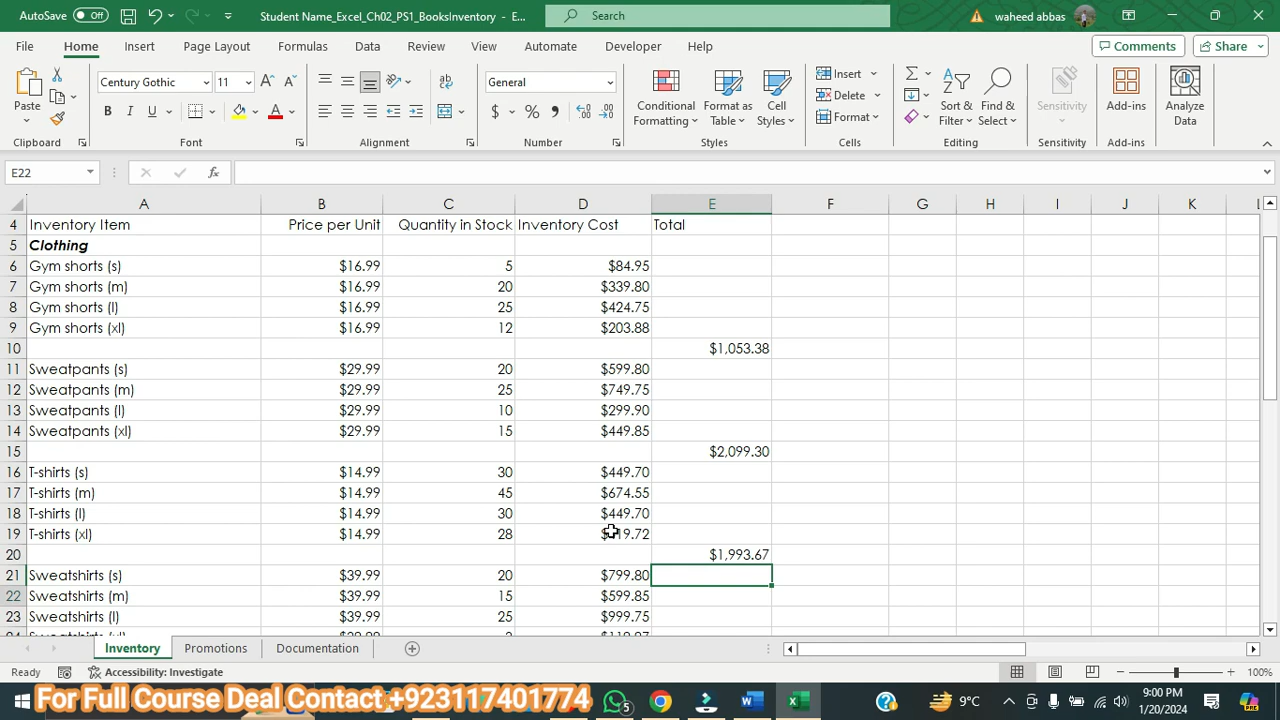 AutoSave Off Student Name_Excel_Ch02_PS1_BooksInventory - E... Search waheed abbas
File Home Insert Page Layout Formulas Data Review View Automate Developer Help Comments Share
Century Gothic 11 General Insert
Paste B I U $ % Conditional Formatting Format as Table Cell Styles Delete Format Sort & Filter Find & Select Sensitivity Add-ins Analyze Data
Clipboard Font Alignment Number Styles Cells Editing Sensitivity Add-ins
E22 fx
A B C D E F G H I J K L
4 Inventory Item Price per Unit Quantity in Stock Inventory Cost Total
5 Clothing
6 Gym shorts (s) $16.99 5 $84.95
7 Gym shorts (m) $16.99 20 $339.80
8 Gym shorts (l) $16.99 25 $424.75
9 Gym shorts (xl) $16.99 12 $203.88
10 $1,053.38
11 Sweatpants (s) $29.99 20 $599.80
12 Sweatpants (m) $29.99 25 $749.75
13 Sweatpants (l) $29.99 10 $299.90
14 Sweatpants (xl) $29.99 15 $449.85
15 $2,099.30
16 T-shirts (s) $14.99 30 $449.70
17 T-shirts (m) $14.99 45 $674.55
18 T-shirts (l) $14.99 30 $449.70
19 T-shirts (xl) $14.99 28
20 $1,993.67
21 Sweatshirts (s) $39.99 20 $799.80
22 Sweatshirts (m) $39.99 15 $599.85
23 Sweatshirts (l) $39.99 25 $999.75
Inventory Promotions Documentation
Ready Accessibility: Investigate 100%
For Full Course Deal Contact +923117401774 5 9°C 9:00 PM
1/20/2024